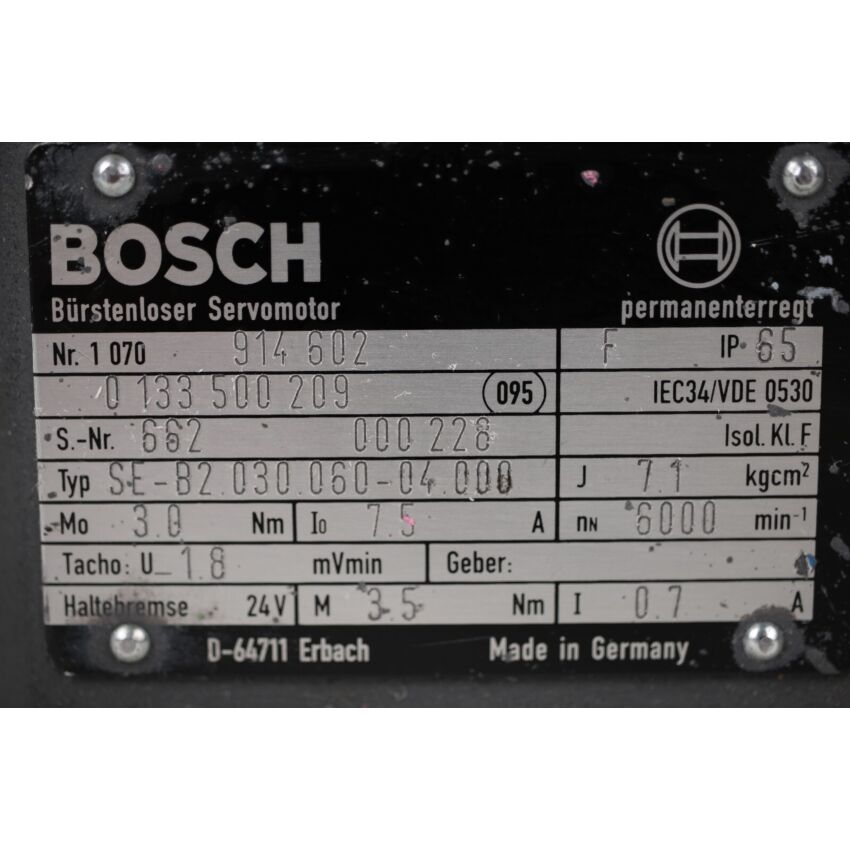 BOSCH
Bürstenloser Servomotor permanenterregt
Nr. 1 070 914 602 F IP 65
0 133 500 209 095 IEC34/VDE 0530
S.-Nr. 662 000 228 Isol. Kl. F
Typ SE-B2.030.060-04.000 J 7.1 kgcm²
Mo 3.0 Nm I0 7.5 A nN 6000 min-1
Tacho: U_ 1.8 mVmin Geber:
Haltebremse 24V M 3.5 Nm I 0.7 A
D-64711 Erbach Made in Germany